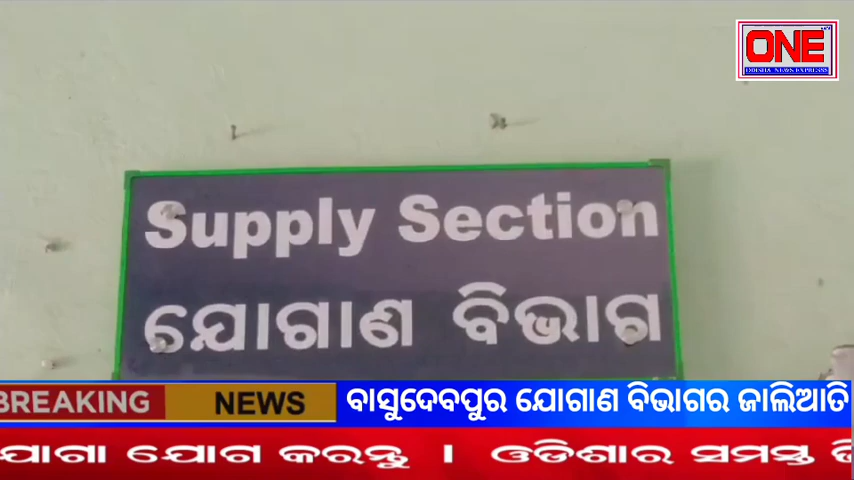 ONE
ODISHA NEWS EXPRESS
Supply Section
ଯୋଗାଣ ବିଭାଗ
BREAKING NEWS
ବାସୁଦେବପୁର ଯୋଗାଣ ବିଭାଗର ଜାଲିଆତି
ଯୋଗ କରନ୍ତୁ । ଓଡିଶାର ସମସ୍ତ